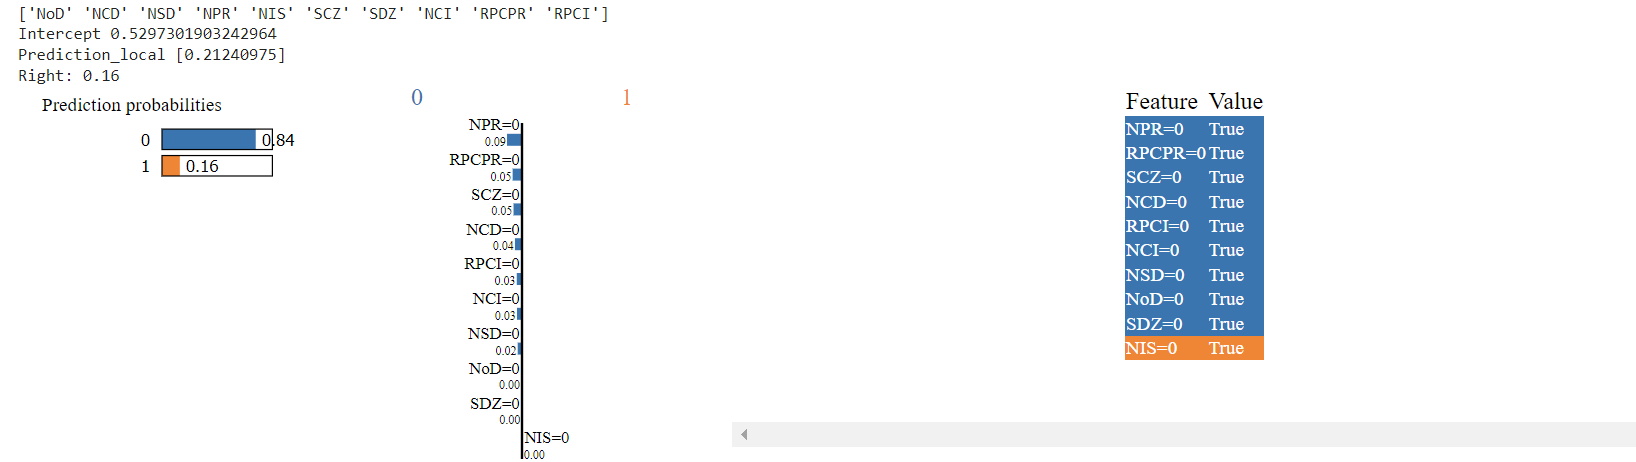 ['NoD' 'NCD' 'NSD' 'NPR' 'NIS' 'SCZ' 'SDZ' 'NCI' 'RPCPR' 'RPCI']
Intercept 0.5297301903242964
Prediction_local [0.21240975]
Right: 0.16
Prediction probabilities
0 0.84
1 0.16
0 1
NPR=0
0.09
RPCPR=0
0.05
SCZ=0
0.05
NCD=0
0.04
RPCI=0
0.03
NCI=0
0.03
NSD=0
0.02
NoD=0
0.00
SDZ=0
0.00
NIS=0
0.00
Feature Value
NPR=0 True
RPCPR=0 True
SCZ=0 True
NCD=0 True
RPCI=0 True
NCI=0 True
NSD=0 True
NoD=0 True
SDZ=0 True
NIS=0 True